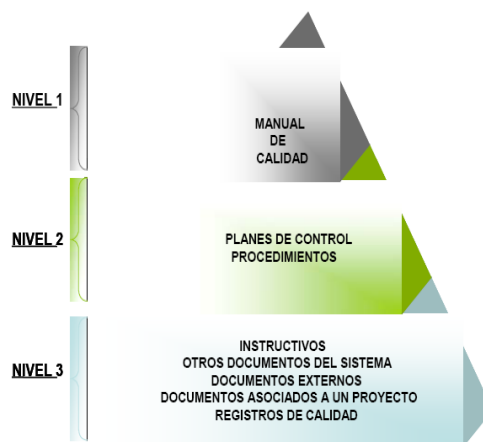 NIVEL 1
MANUAL
DE
CALIDAD
NIVEL 2
PLANES DE CONTROL
PROCEDIMIENTOS
NIVEL 3
INSTRUCTIVOS
OTROS DOCUMENTOS DEL SISTEMA
DOCUMENTOS EXTERNOS
DOCUMENTOS ASOCIADOS A UN PROYECTO
REGISTROS DE CALIDAD